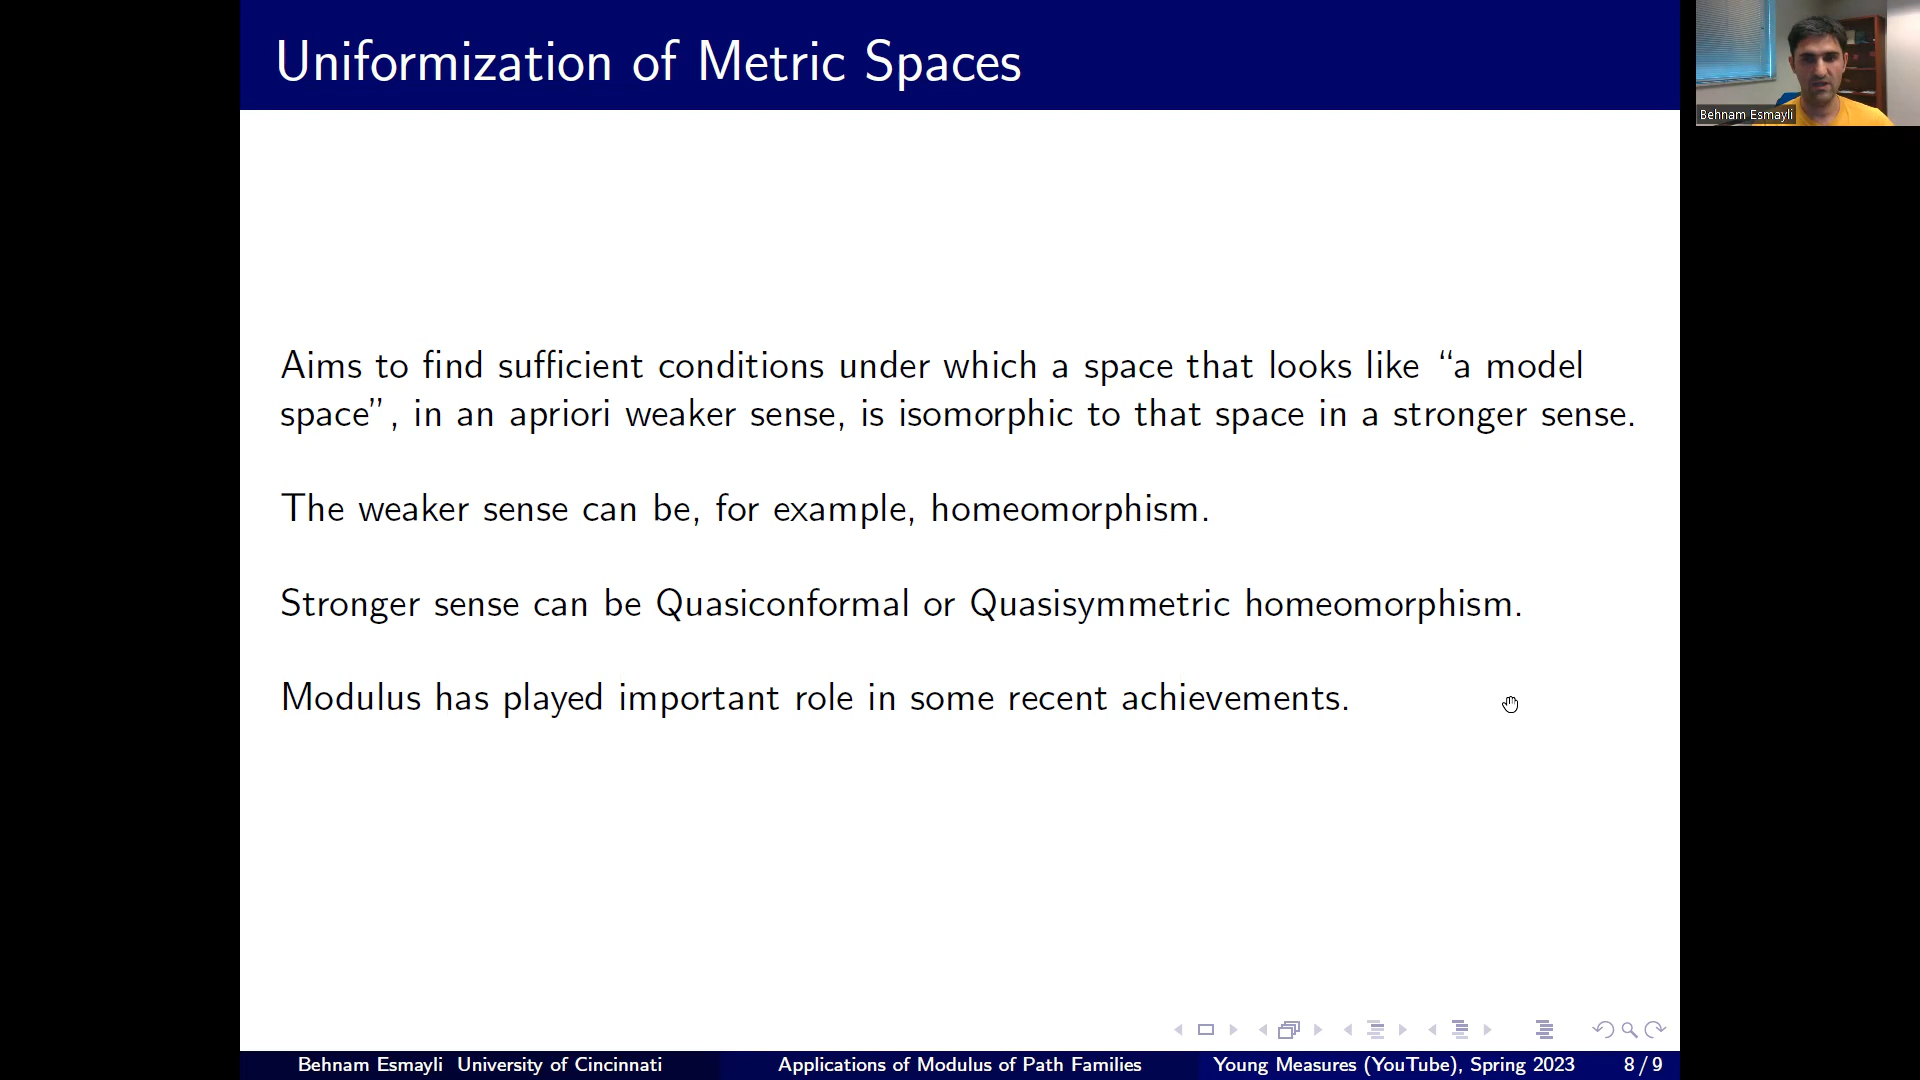 Uniformization of Metric Spaces
Behnam Esmayli
Aims to find sufficient conditions under which a space that looks like “a model
space”, in an apriori weaker sense, is isomorphic to that space in a stronger sense.
The weaker sense can be, for example, homeomorphism.
Stronger sense can be Quasiconformal or Quasisymmetric homeomorphism.
Modulus has played important role in some recent achievements.
Behnam Esmayli University of Cincinnati Applications of Modulus of Path Families Young Measures (YouTube), Spring 2023 8 / 9